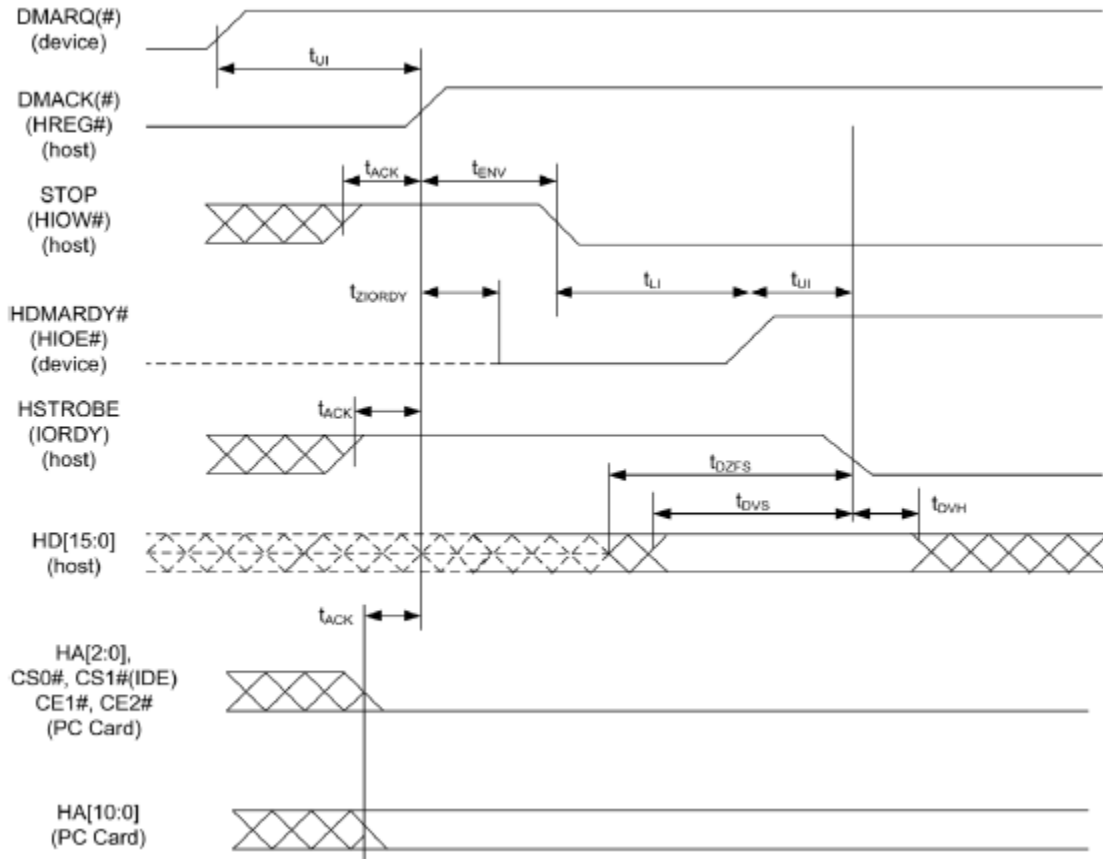 DMARQ(#)
(device)
tUI
DMACK(#)
(HREG#)
(host)
tACK
tENV
STOP
(HIOW#)
(host)
tLI
tUI
tZIORDY
HDMARDY#
(HIOE#)
(device)
HSTROBE
(IORDY)
(host)
tACK
tDZFS
tDVS
tDVH
HD[15:0]
(host)
tACK
HA[2:0],
CS0#, CS1#(IDE)
CE1#, CE2#
(PC Card)
HA[10:0]
(PC Card)